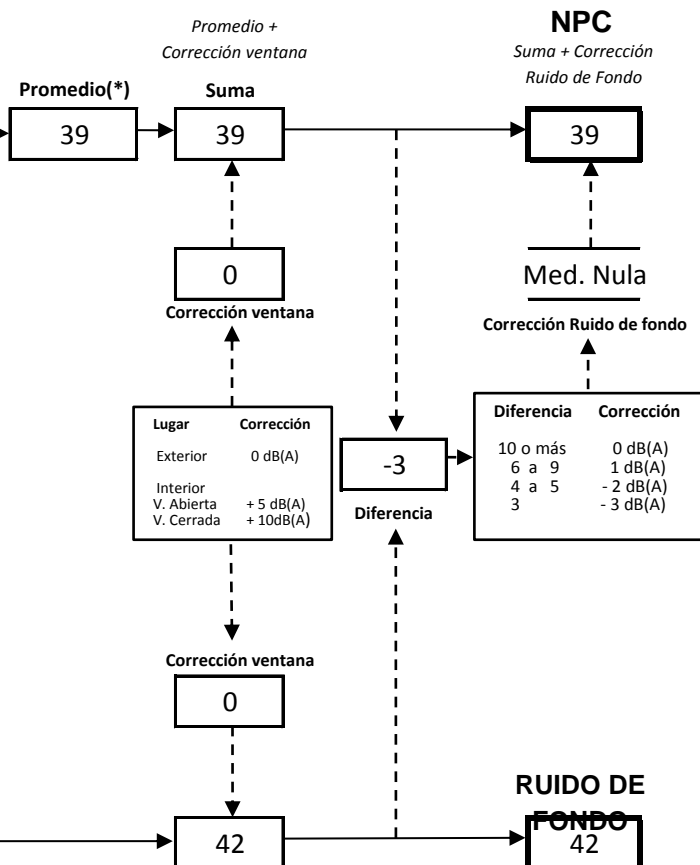 Promedio +
Corrección ventana
NPC
Suma + Corrección
Ruido de Fondo
Promedio(*)
Suma
39
39
39
0
Corrección ventana
Med. Nula
Corrección Ruido de fondo
Lugar Corrección
Exterior 0 dB(A)
Interior
V. Abierta + 5 dB(A)
V. Cerrada + 10dB(A)
-3
Diferencia
Diferencia Corrección
10 o más 0 dB(A)
6 a 9 1 dB(A)
4 a 5 - 2 dB(A)
3 - 3 dB(A)
Corrección ventana
0
42
RUIDO DE
FONDO
42